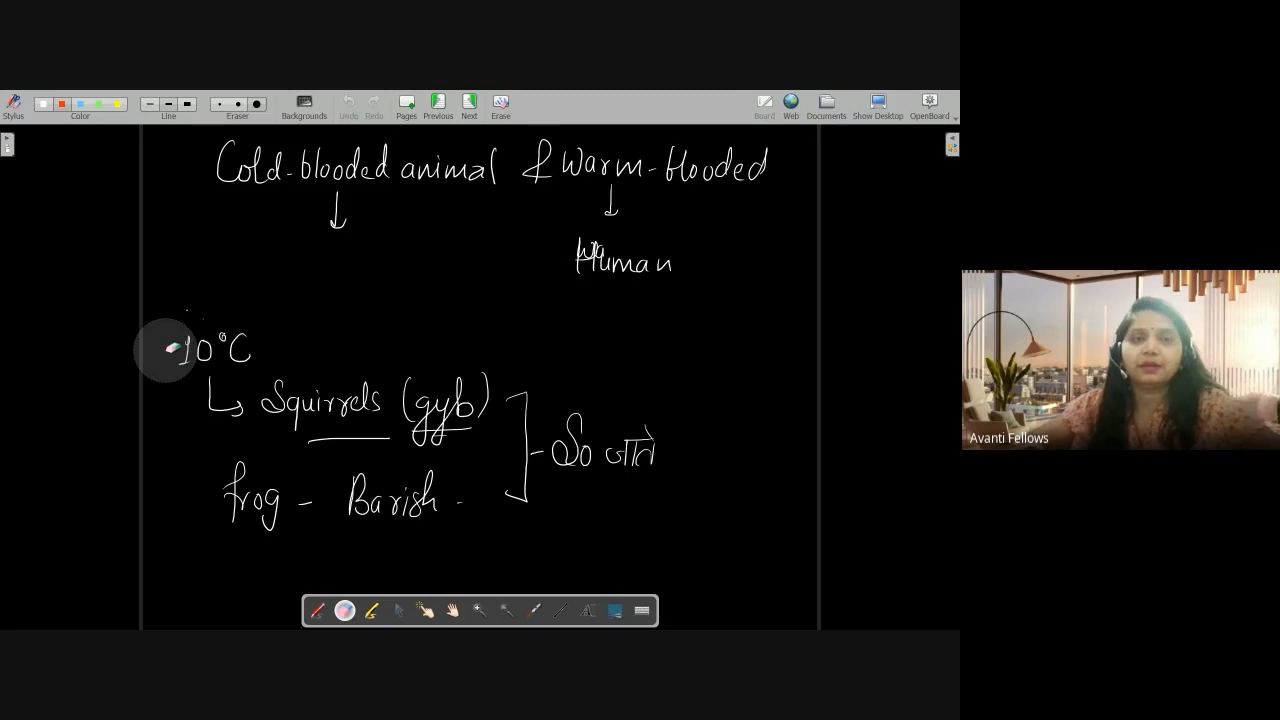 Stylus Color Line Eraser Backgrounds Undo Redo Pages Previous Next Erase Board Web Documents Show Desktop OpenBoard
Cold-blooded animal & Warm-blooded
Human
10°C
Squirrels (gyb)
So जाते
frog - Barish -
Avanti Fellows